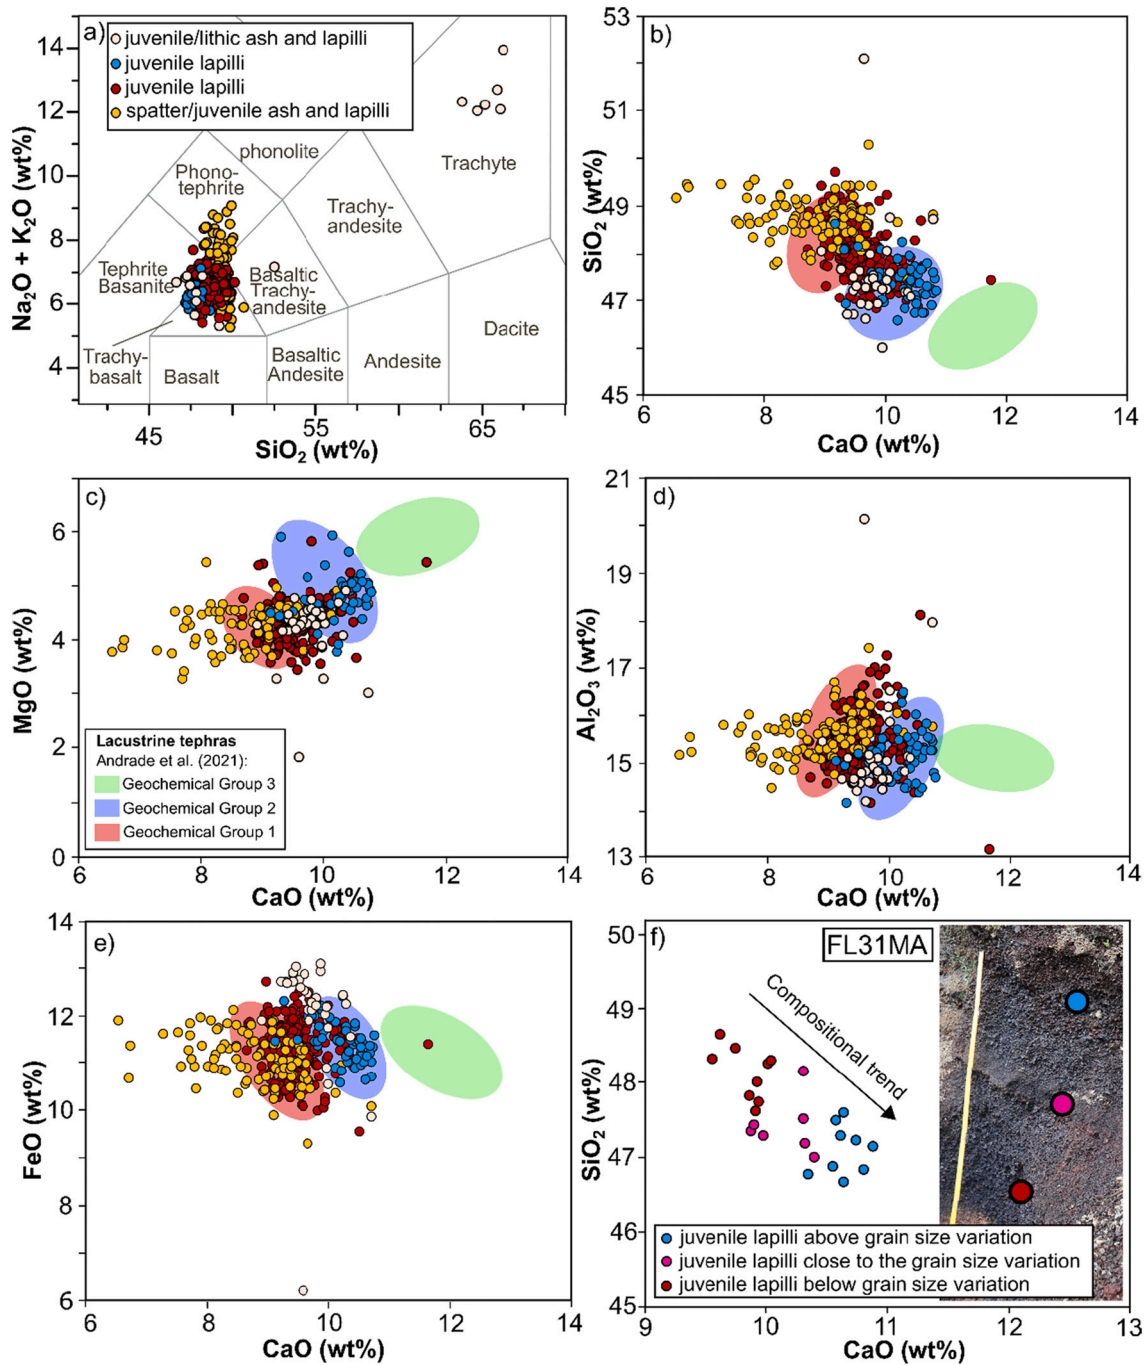 a)
juvenile/lithic ash and lapilli
juvenile lapilli
juvenile lapilli
spatter/juvenile ash and lapilli
phonolite
Phono-
tephrite
Trachyte
Trachy-
andesite
Tephrite
Basanite
Basaltic
Trachy-
andesite
Trachy-
basalt
Basalt
Basaltic
Andesite
Andesite
Dacite
14
12
10
8
6
4
Na2O + K2O (wt%)
45
55
65
SiO2 (wt%)
b)
53
51
49
47
45
SiO2 (wt%)
6
8
10
12
14
CaO (wt%)
c)
6
4
2
0
MgO (wt%)
Lacustrine tephras
Andrade et al. (2021):
Geochemical Group 3
Geochemical Group 2
Geochemical Group 1
6
8
10
12
14
CaO (wt%)
d)
21
19
17
15
13
Al2O3 (wt%)
6
8
10
12
14
CaO (wt%)
e)
14
12
10
8
6
FeO (wt%)
6
8
10
12
14
CaO (wt%)
f)
FL31MA
Compositional trend
50
49
48
47
46
45
SiO2 (wt%)
juvenile lapilli above grain size variation
juvenile lapilli close to the grain size variation
juvenile lapilli below grain size variation
9
10
11
12
13
CaO (wt%)